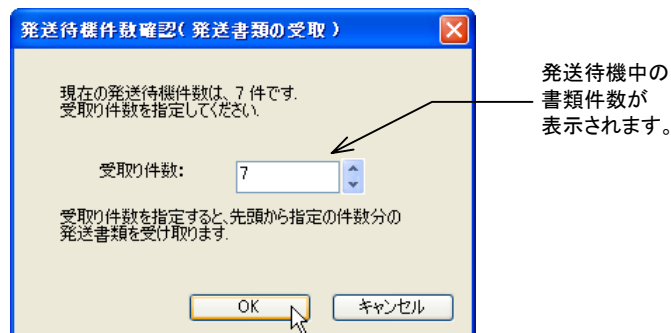 発送待機件数確認( 発送書類の受取 )
現在の発送待機件数は、7 件です.
受取り件数を指定してください.
受取り件数:
7
受取り件数を指定すると、先頭から指定の件数分の
発送書類を受け取ります.
OK
キャンセル
発送待機中の
書類件数が
表示されます。